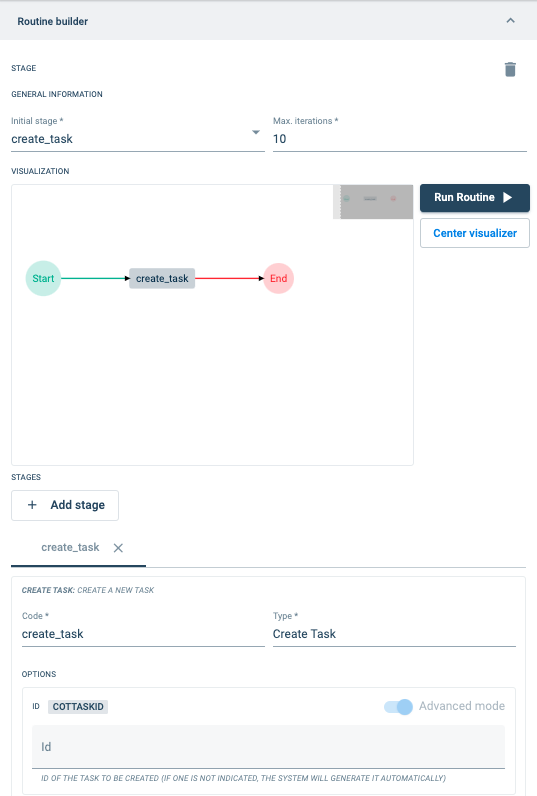 Routine builder
STAGE
GENERAL INFORMATION
Initial stage *
Max. iterations *
create_task
10
VISUALIZATION
Run Routine
Center visualizer
Start
create_task
End
STAGES
+ Add stage
create_task
CREATE TASK: CREATE A NEW TASK
Code *
Type *
create_task
Create Task
OPTIONS
ID COTTASKID
Advanced mode
Id
ID OF THE TASK TO BE CREATED (IF ONE IS NOT INDICATED, THE SYSTEM WILL GENERATE IT AUTOMATICALLY)